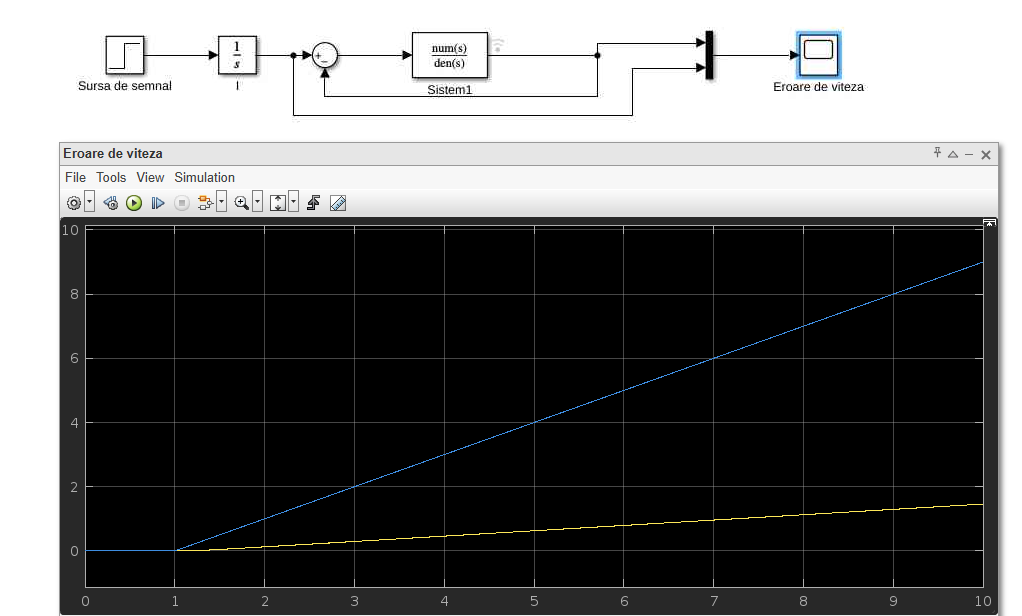 1
s
+
−
num(s)
den(s)
Sursa de semnal
I
Sistem1
Eroare de viteza
Eroare de viteza
File Tools View Simulation
10
8
6
4
2
0
0 1 2 3 4 5 6 7 8 9 10